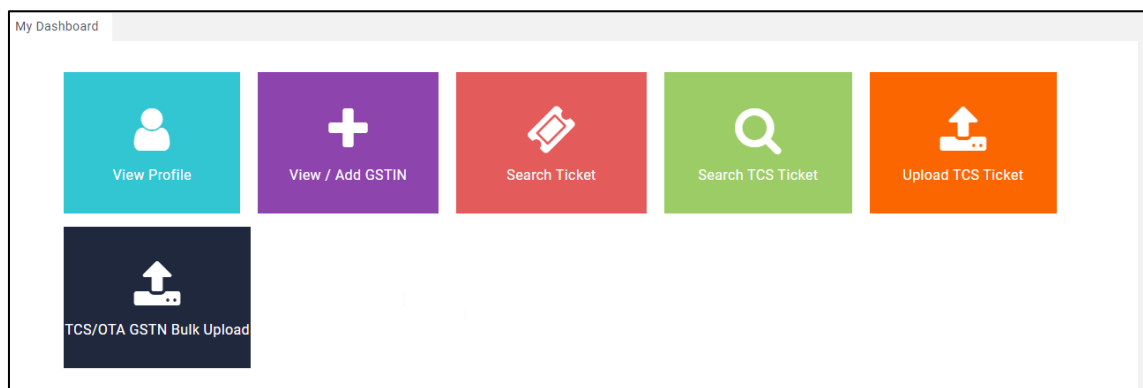 My Dashboard
View Profile
View / Add GSTIN
Search Ticket
Search TCS Ticket
Upload TCS Ticket
TCS/OTA GSTN Bulk Upload